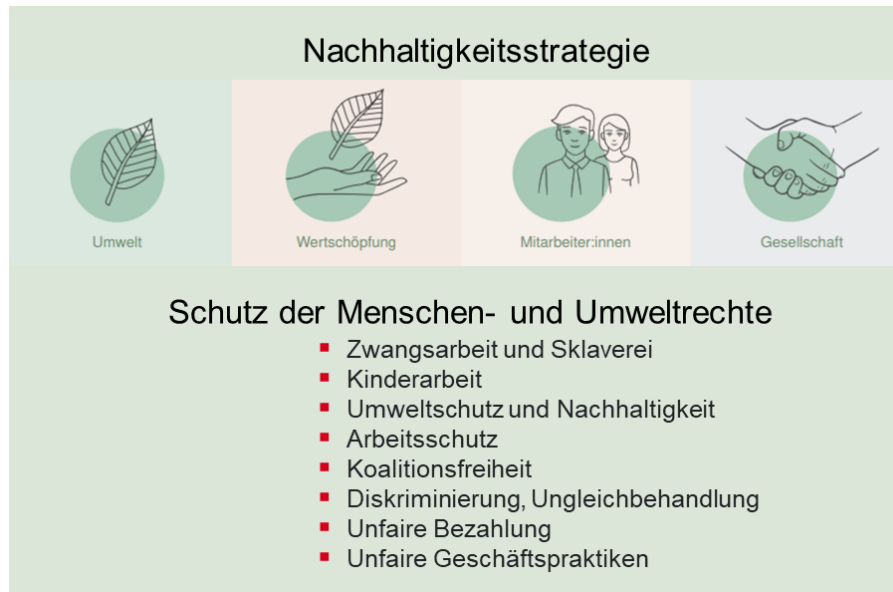 Nachhaltigkeitsstrategie
Umwelt
Wertschöpfung
Mitarbeiter:innen
Gesellschaft
Schutz der Menschen- und Umweltrechte
Zwangsarbeit und Sklaverei
Kinderarbeit
Umweltschutz und Nachhaltigkeit
Arbeitsschutz
Koalitionsfreiheit
Diskriminierung, Ungleichbehandlung
Unfaire Bezahlung
Unfaire Geschäftspraktiken